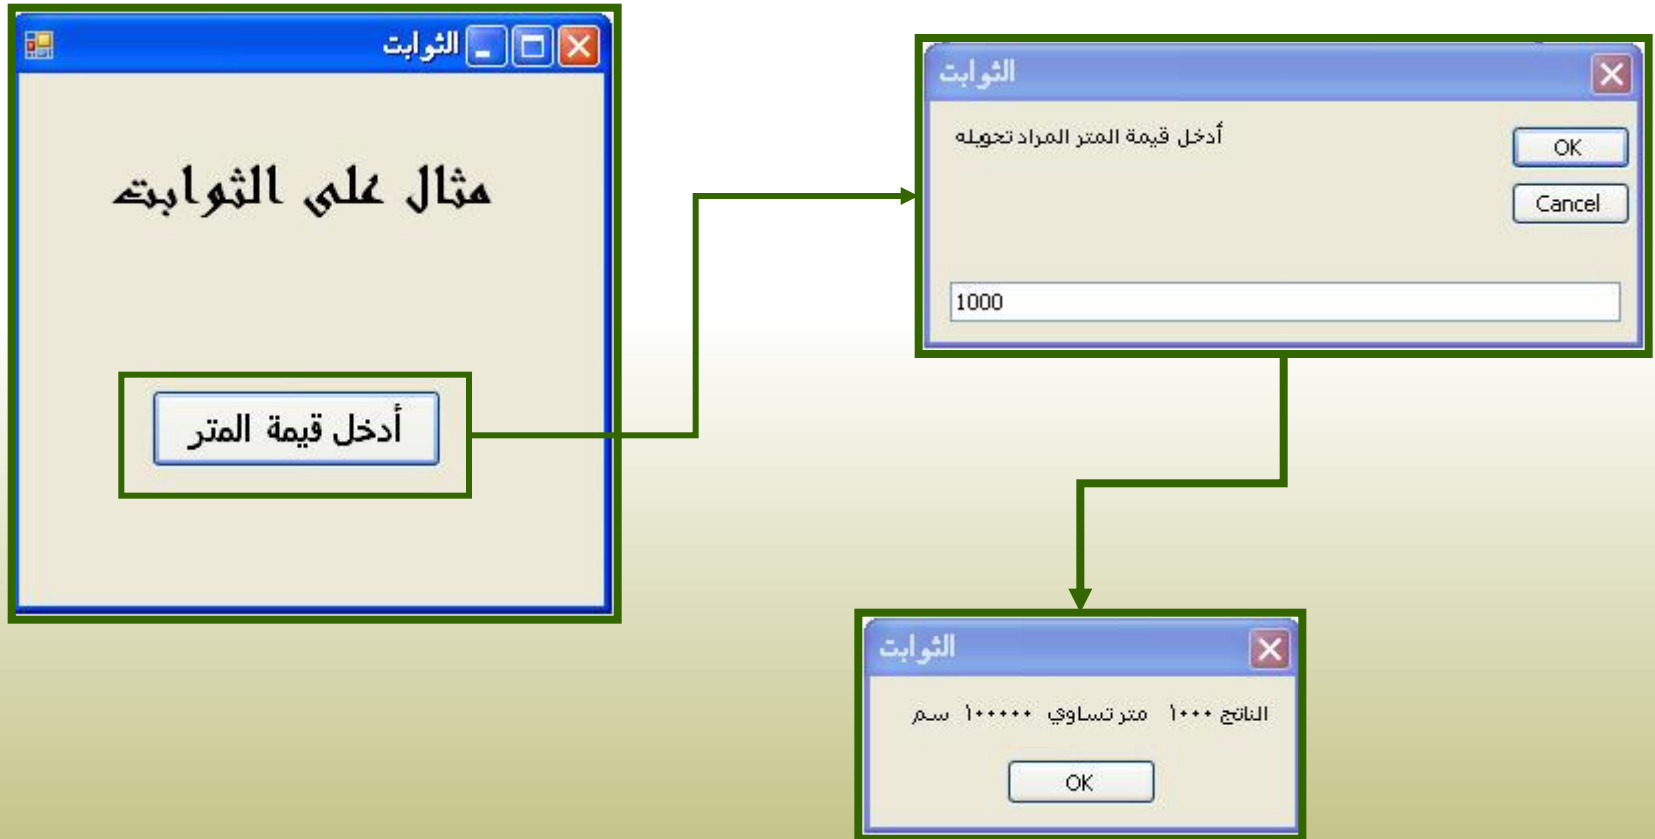 الثوابت
مثال على الثوابت
أدخل قيمة المتر
الثوابت
أدخل قيمة المتر المراد تحويله
OK
Cancel
1000
الثوابت
الناتج ١٠٠٠ متر تساوي ١٠٠٠٠٠ سم
OK